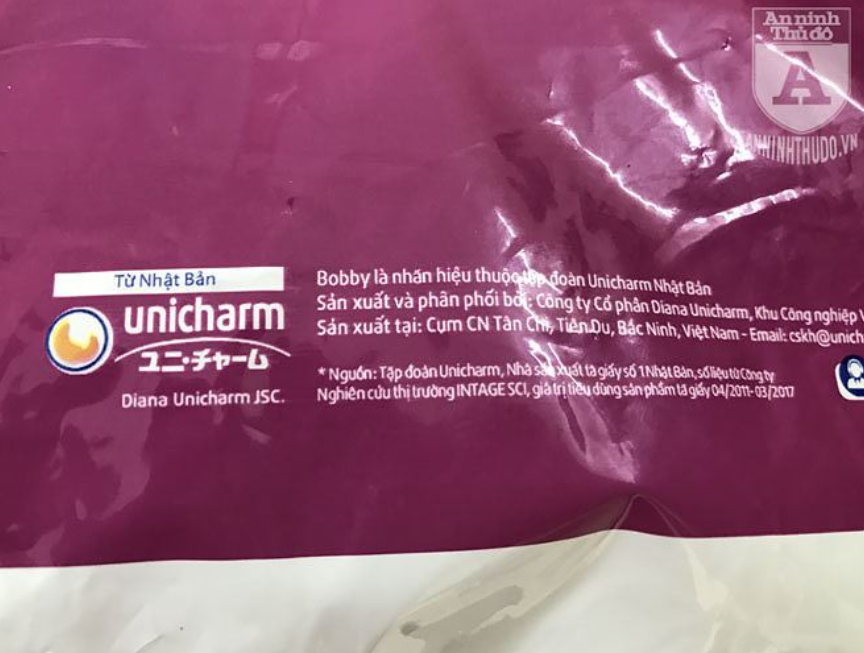 An ninh
Thủ đô
A
ANNINHTHUDO.VN
Từ Nhật Bản
unicharm
ユニ・チャーム
Diana Unicharm JSC.
Bobby là nhãn hiệu thuộc tập đoàn Unicharm Nhật Bản
Sản xuất và phân phối bởi: Công ty Cổ phần Diana Unicharm, Khu Công nghiệp V
Sản xuất tại: Cụm CN Tân Chi, Tiên Du, Bắc Ninh, Việt Nam - Email: cskh@unich
* Nguồn: Tập đoàn Unicharm, Nhà sản xuất tã giấy số 1 Nhật Bản, số liệu từ Công ty
Nghiên cứu thị trường INTAGE SCI, giá trị tiêu dùng sản phẩm tã giấy 04/2011-03/2017